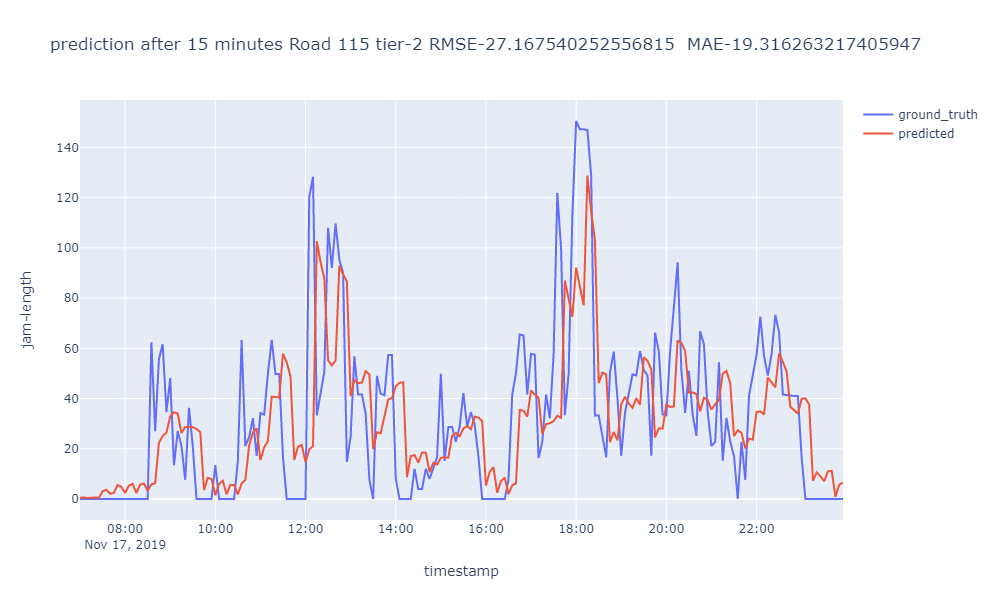 prediction after 15 minutes Road 115 tier-2 RMSE-27.167540252556815  MAE-19.316263217405947
ground_truth
predicted
jam-length
140
120
100
80
60
40
20
0
08:00 10:00 12:00 14:00 16:00 18:00 20:00 22:00
Nov 17, 2019
timestamp